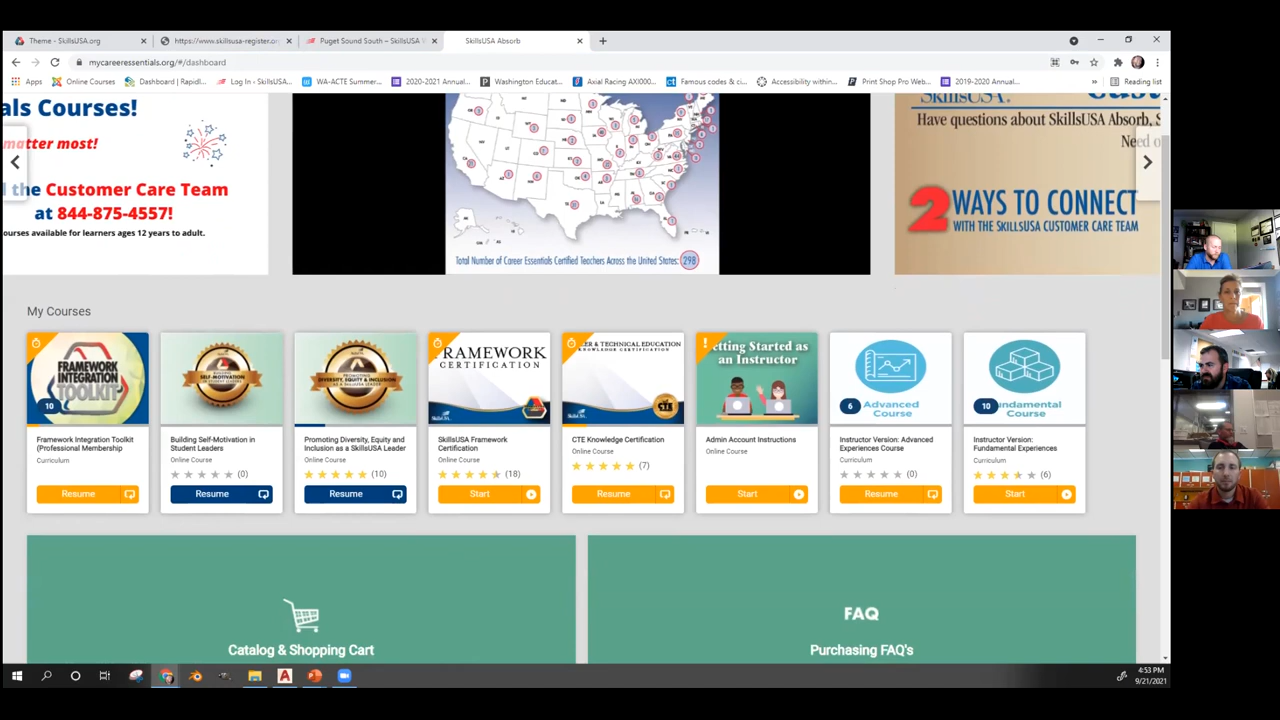 Theme - SkillsUSA.org
https://www.skillsusa-register.or
Puget Sound South – SkillsUSA
SkillsUSA Absorb
mycareeressentials.org/#/dashboard
Apps
Online Courses
Dashboard | Rapidl...
Log In - SkillsUSA...
WA-ACTE Summer...
2020-2021 Annual...
Washington Educat...
Axial Racing AXI000...
Famous codes & ci...
Accessibility within...
Print Shop Pro Web...
2019-2020 Annual...
Reading list
als Courses!
matter most!
the Customer Care Team
at 844-875-4557!
ourses available for learners ages 12 years to adult.
Total Number of Career Essentials Certified Teachers Across the United States: 298
SkillsUSA
Have questions about SkillsUSA Absorb, S
Need o
2 WAYS TO CONNECT
WITH THE SKILLSUSA CUSTOMER CARE TEAM
My Courses
FRAMEWORK
INTEGRATION
TOOLKIT
10
Framework Integration Toolkit
(Professional Membership
Curriculum
Resume
Building Self-Motivation in
Student Leaders
Online Course
(0)
Resume
Promoting Diversity, Equity and
Inclusion as a SkillsUSA Leader
Online Course
(10)
Resume
FRAMEWORK
CERTIFICATION
SkillsUSA Framework
Certification
Online Course
(18)
Start
ER & TECHNICAL EDUCATION
KNOWLEDGE CERTIFICATION
CTE
CTE Knowledge Certification
Online Course
(7)
Resume
etting Started as
an Instructor
Admin Account Instructions
Online Course
Start
6
Advanced
Course
Instructor Version: Advanced
Experiences Course
Curriculum
(0)
Resume
10
undamental
Course
Instructor Version:
Fundamental Experiences
Curriculum
(6)
Start
Catalog & Shopping Cart
FAQ
Purchasing FAQ's
4:53 PM
9/21/2021